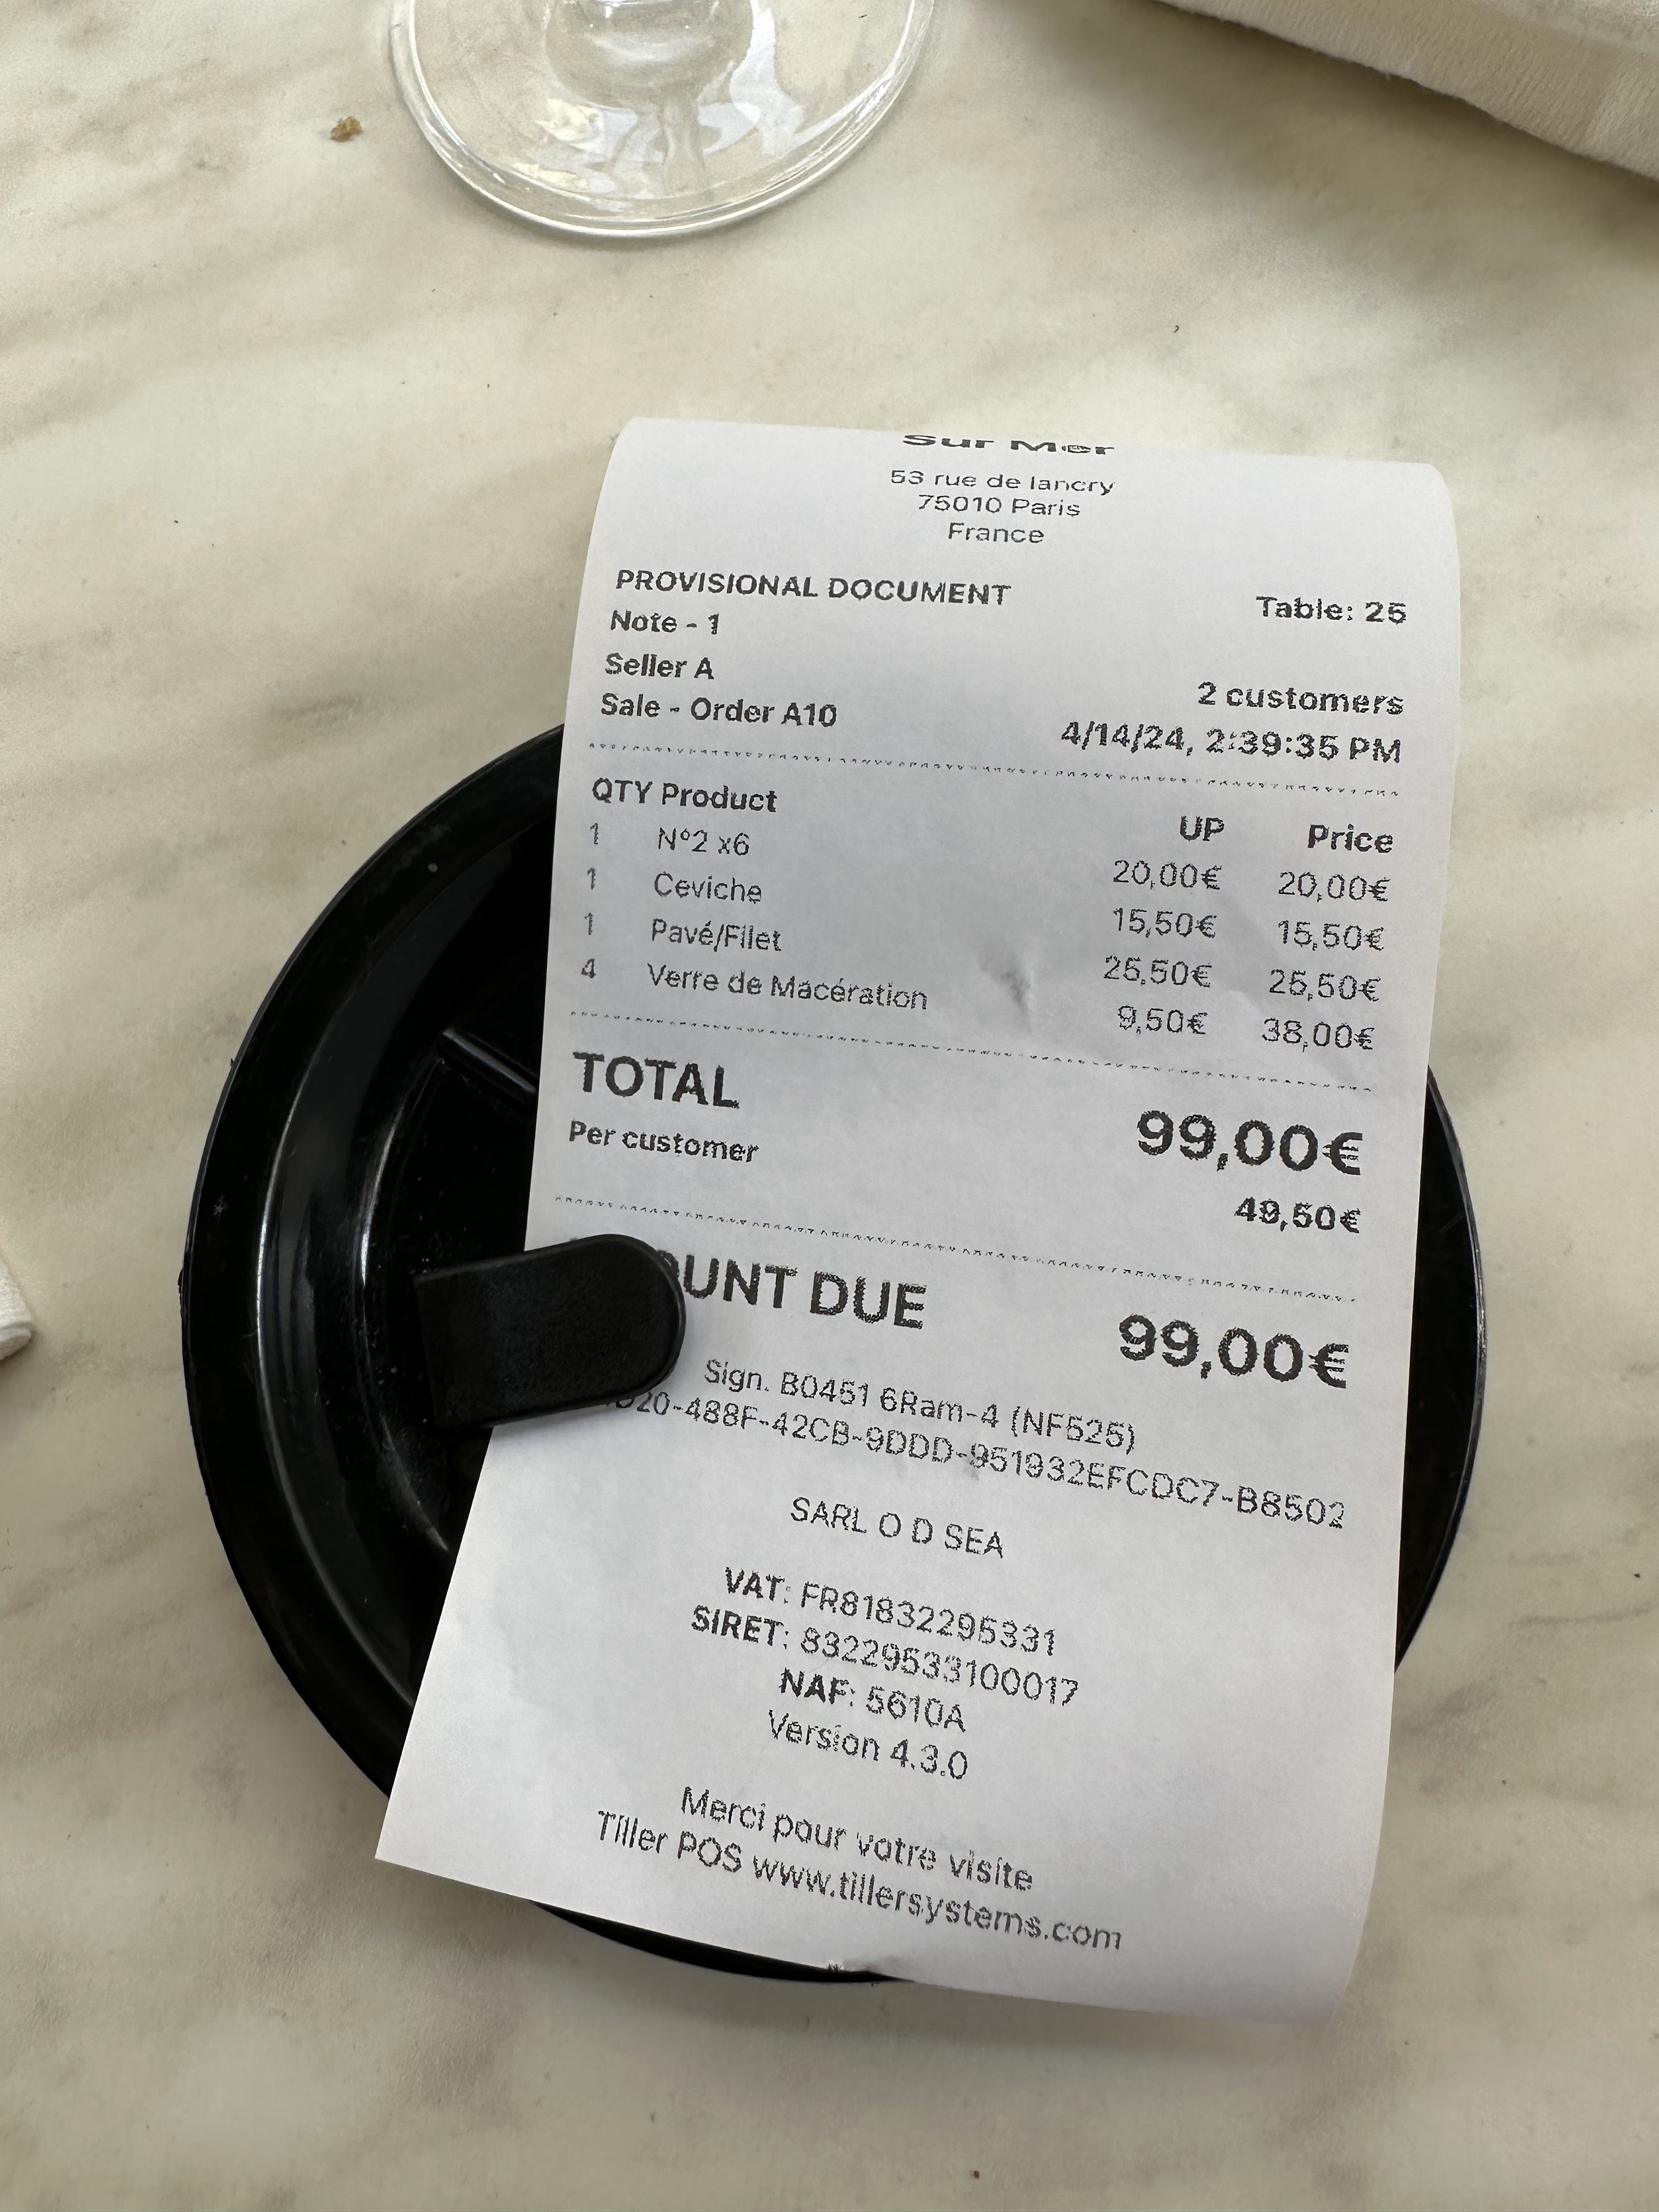 Sur Mer
53 rue de lancry
75010 Paris
France
PROVISIONAL DOCUMENT
Note - 1 Table: 25
Seller A
Sale - Order A10 2 customers
4/14/24, 2:39:35 PM
QTY Product UP Price
1 N°2 x6 20,00€ 20,00€
1 Ceviche 15,50€ 15,50€
1 Pavé/Filet 25,50€ 25,50€
4 Verre de Macération 9,50€ 38,00€
TOTAL 99,00€
Per customer 49,50€
OUNT DUE 99,00€
Sign. B0451 6Ram-4 (NF525)
020-488F-42CB-9DDD-951932EFCDC7-B8502
SARL O D SEA
VAT: FR81832295331
SIRET: 83229533100017
NAF: 5610A
Version 4.3.0
Merci pour votre visite
Tiller POS www.tillersystems.com